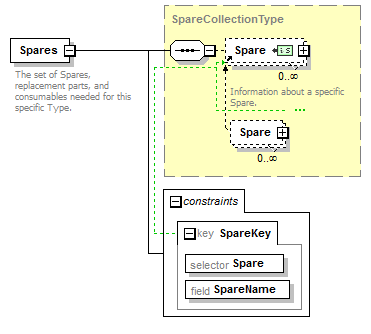 SpareCollectionType
Spares
Spare
is
0..∞
The set of Spares,
replacement parts, and
consumables needed for this
specific Type.
Information about a specific
Spare.
...
Spare
0..∞
constraints
key SpareKey
selector Spare
field SpareName